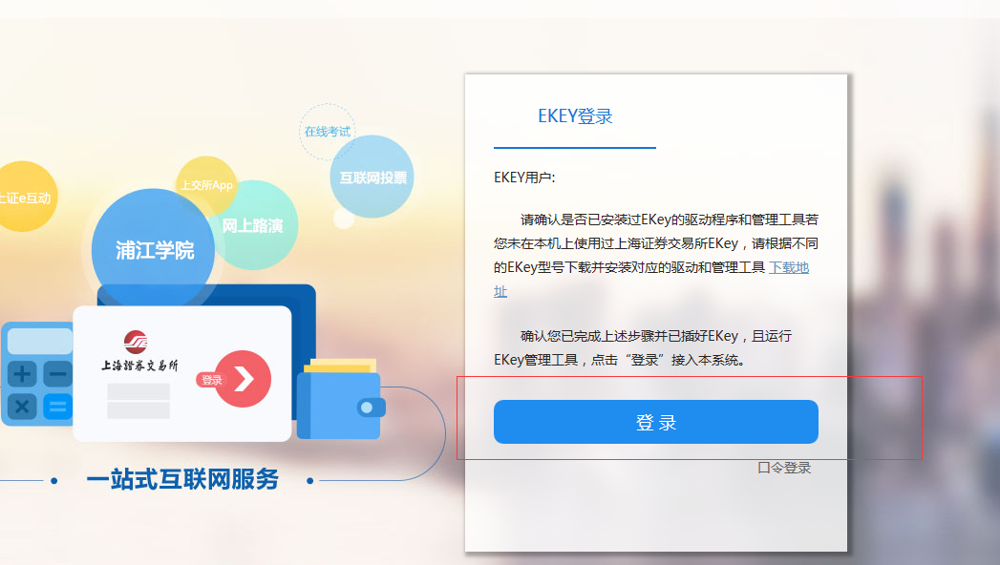 在线考试
互联网投票
上证e互动
上交所App
网上路演
浦江学院
上海證券交易所
登录
一站式互联网服务
EKEY登录
EKEY用户:
请确认是否已安装过EKey的驱动程序和管理工具若
您未在本机上使用过上海证券交易所EKey，请根据不同
的EKey型号下载并安装对应的驱动和管理工具 下载地
址
确认您已完成上述步骤并已插好EKey，且运行
EKey管理工具，点击“登录”接入本系统。
登 录
口令登录